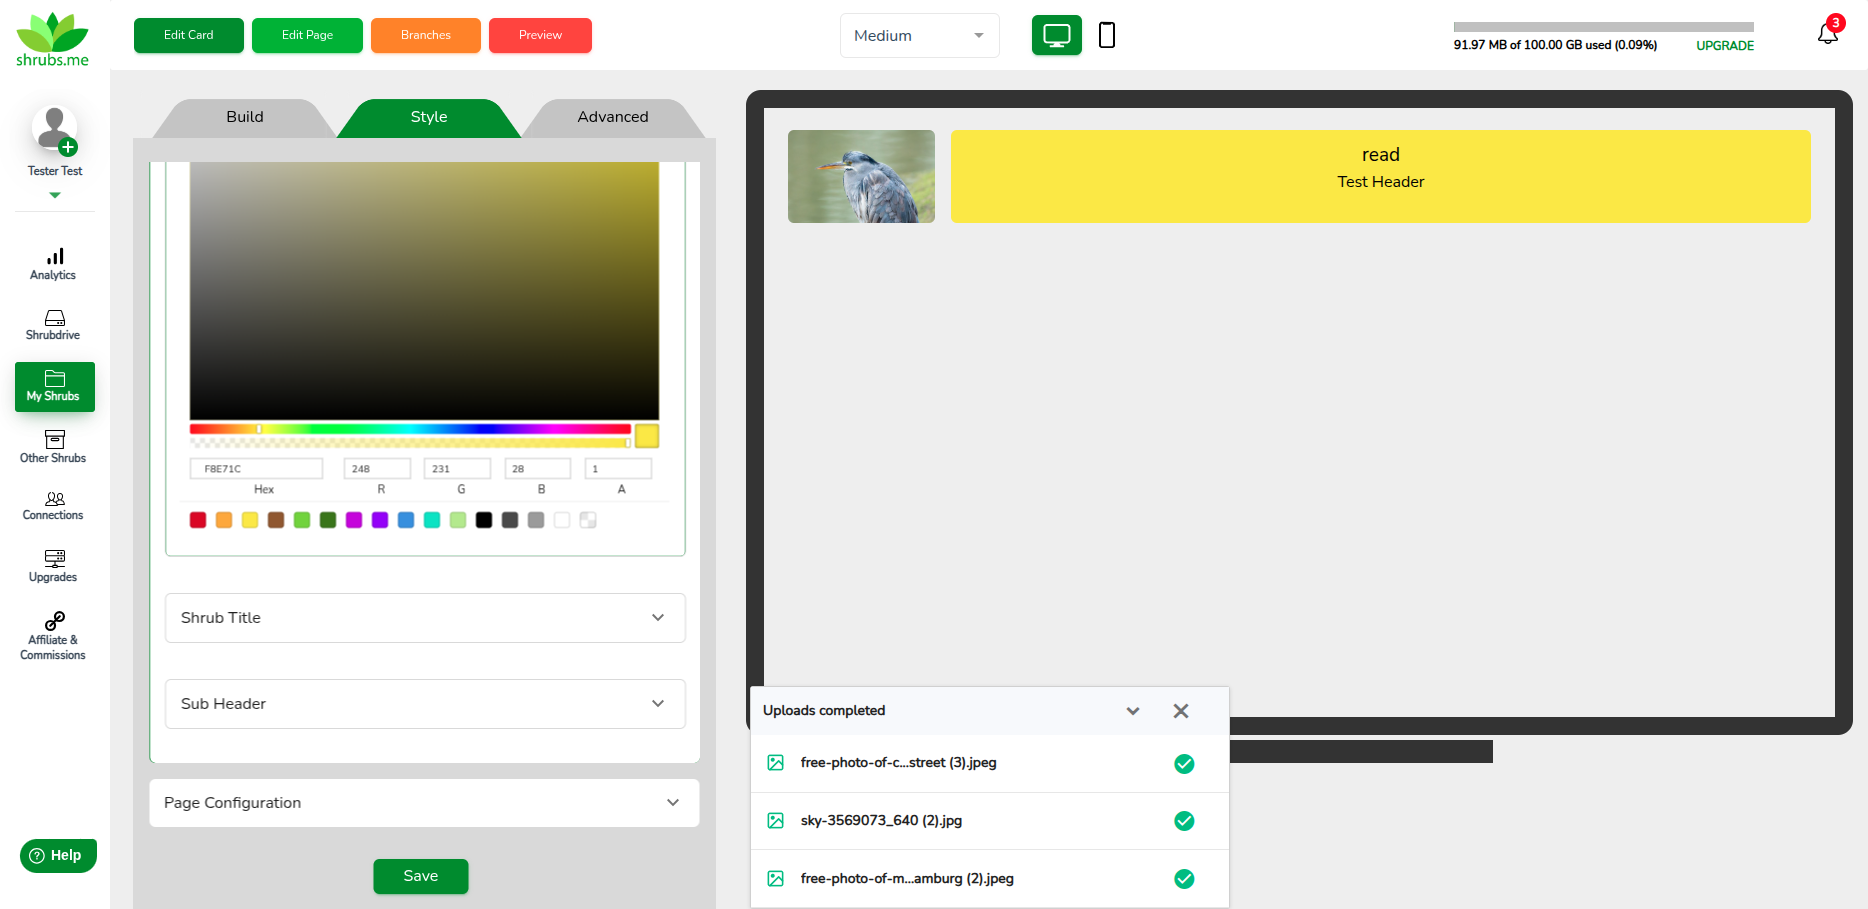 shrubs.me
Edit Card
Edit Page
Branches
Preview
Medium
91.97 MB of 100.00 GB used (0.09%)
UPGRADE
3
Tester Test
Analytics
Shrubdrive
My Shrubs
Other Shrubs
Connections
Upgrades
Affiliate &
Commissions
? Help
Build
Style
Advanced
F8E71C
248
231
28
1
Hex
R
G
B
A
Shrub Title
Sub Header
Page Configuration
Save
read
Test Header
Uploads completed
free-photo-of-c...street (3).jpeg
sky-3569073_640 (2).jpg
free-photo-of-m...amburg (2).jpeg